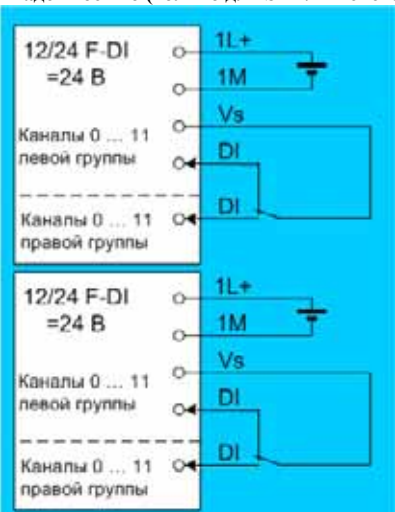 12/24 F-DI
=24 В
Каналы 0 ... 11
левой группы
Каналы 0 ... 11
правой группы
1L+
1M
Vs
DI
DI
12/24 F-DI
=24 В
Каналы 0 ... 11
левой группы
Каналы 0 ... 11
правой группы
1L+
1M
Vs
DI
DI